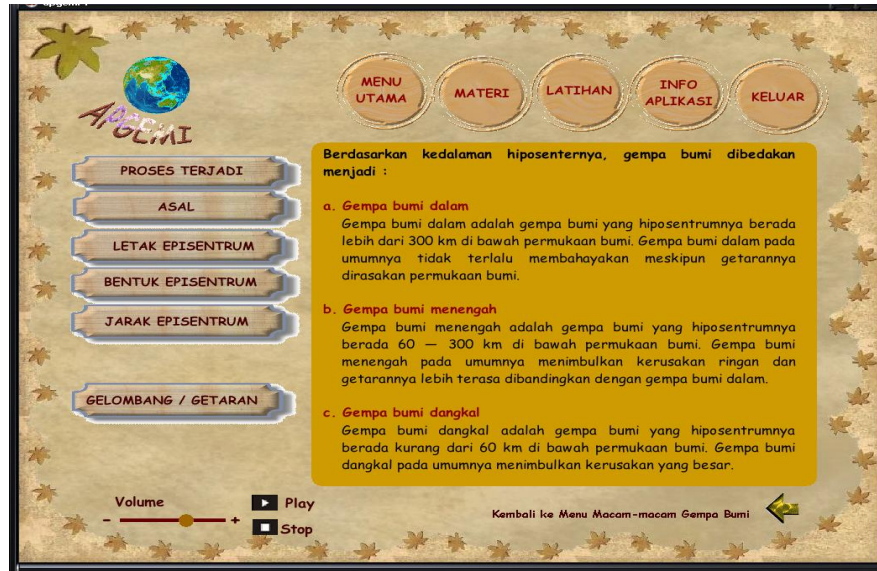 apgemi 4
APGEMI
MENU
UTAMA
MATERI
LATIHAN
INFO
APLIKASI
KELUAR
PROSES TERJADI
ASAL
LETAK EPISENTRUM
BENTUK EPISENTRUM
JARAK EPISENTRUM
GELOMBANG / GETARAN
Berdasarkan kedalaman hiposenternya, gempa bumi dibedakan
menjadi :
a. Gempa bumi dalam
Gempa bumi dalam adalah gempa bumi yang hiposentrumnya berada
lebih dari 300 km di bawah permukaan bumi. Gempa bumi dalam pada
umumnya tidak terlalu membahayakan meskipun getarannya
dirasakan permukaan bumi.
b. Gempa bumi menengah
Gempa bumi menengah adalah gempa bumi yang hiposentrumnya
berada 60 — 300 km di bawah permukaan bumi. Gempa bumi
menengah pada umumnya menimbulkan kerusakan ringan dan
getarannya lebih terasa dibandingkan dengan gempa bumi dalam.
c. Gempa bumi dangkal
Gempa bumi dangkal adalah gempa bumi yang hiposentrumnya
berada kurang dari 60 km di bawah permukaan bumi. Gempa bumi
dangkal pada umumnya menimbulkan kerusakan yang besar.
Volume
- +
Play
Stop
Kembali ke Menu Macam-macam Gempa Bumi